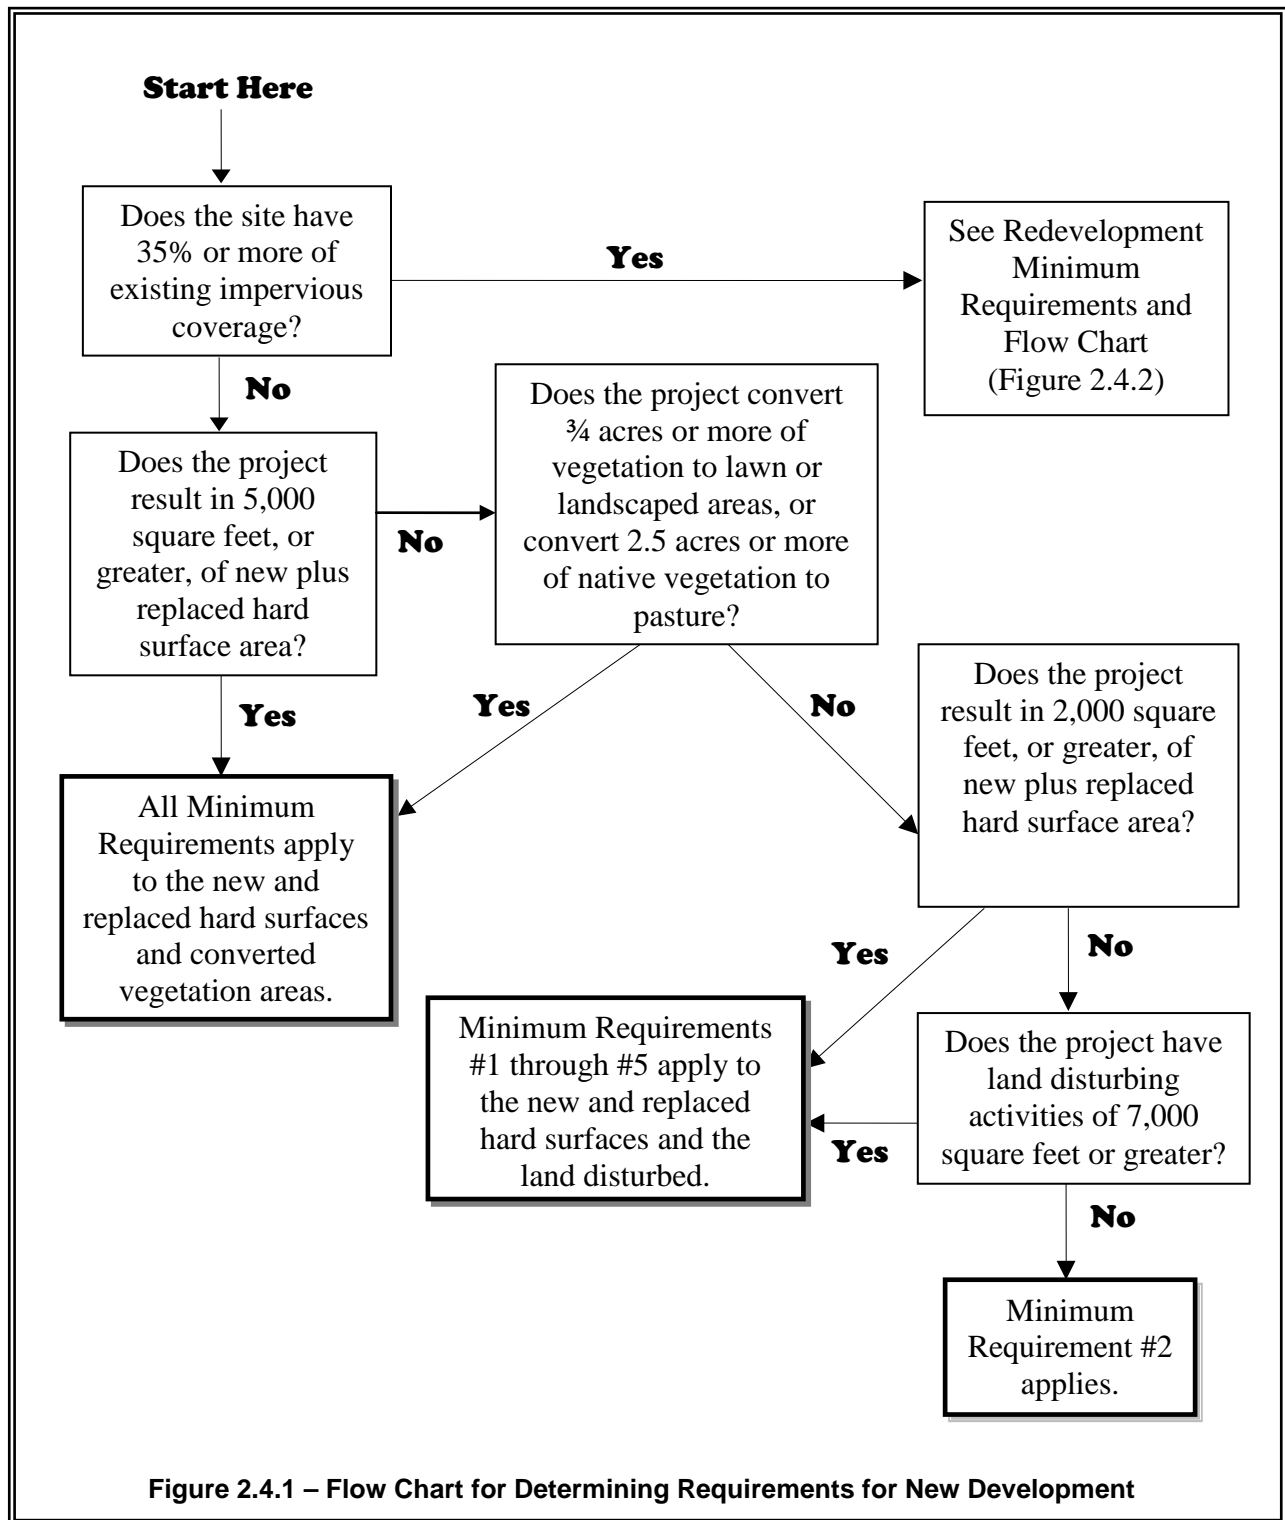 Start Here
Does the site have
35% or more of
existing impervious
coverage?
Yes
See Redevelopment
Minimum
Requirements and
Flow Chart
(Figure 2.4.2)
No
Does the project
result in 5,000
square feet, or
greater, of new plus
replaced hard
surface area?
No
Does the project convert
¾ acres or more of
vegetation to lawn or
landscaped areas, or
convert 2.5 acres or more
of native vegetation to
pasture?
Yes
Yes
No
Does the project
result in 2,000 square
feet, or greater, of
new plus replaced
hard surface area?
All Minimum
Requirements apply
to the new and
replaced hard surfaces
and converted
vegetation areas.
Yes
No
Minimum Requirements
#1 through #5 apply to
the new and replaced
hard surfaces and the
land disturbed.
Does the project have
land disturbing
activities of 7,000
square feet or greater?
Yes
No
Minimum
Requirement #2
applies.
Figure 2.4.1 – Flow Chart for Determining Requirements for New Development